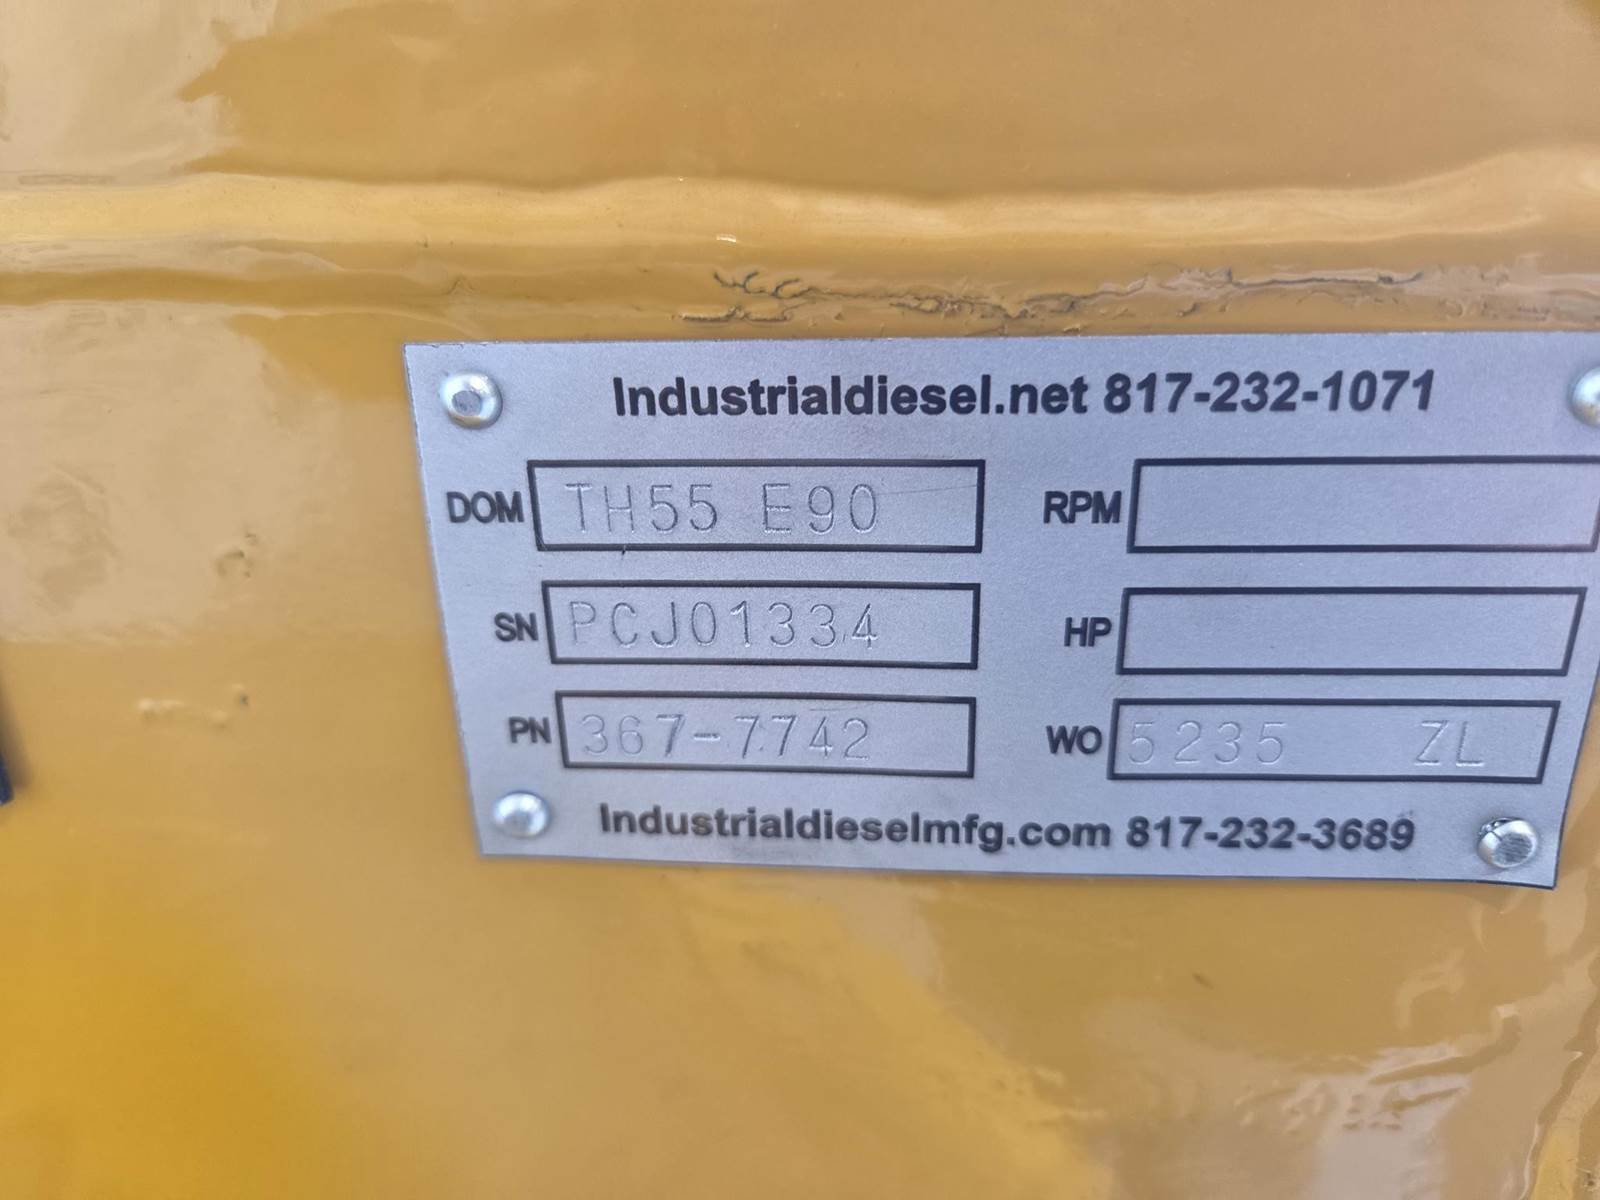 Industrialdiesel.net 817-232-1071
DOM TH55 E90 RPM
SN PCJ01334 HP
PN 367-7742 WO 5235 ZL
Industrialdieselmfg.com 817-232-3689